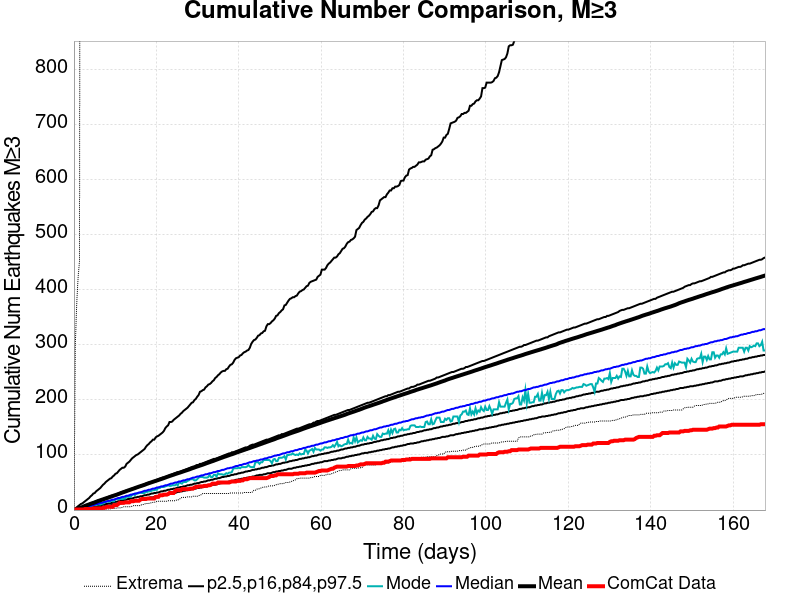 Cumulative Number Comparison, M≥3
Cumulative Num Earthquakes M≥3
800
700
600
500
400
300
200
100
0
0 20 40 60 80 100 120 140 160
Time (days)
Extrema p2.5,p16,p84,p97.5 Mode Median Mean ComCat Data